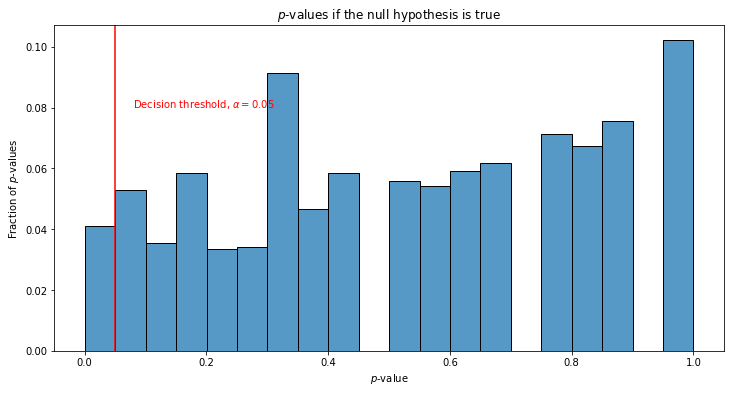 p-values if the null hypothesis is true
0.10
0.08
0.06
0.04
0.02
0.00
Fraction of p-values
Decision threshold, α = 0.05
0.0 0.2 0.4 0.6 0.8 1.0
p-value